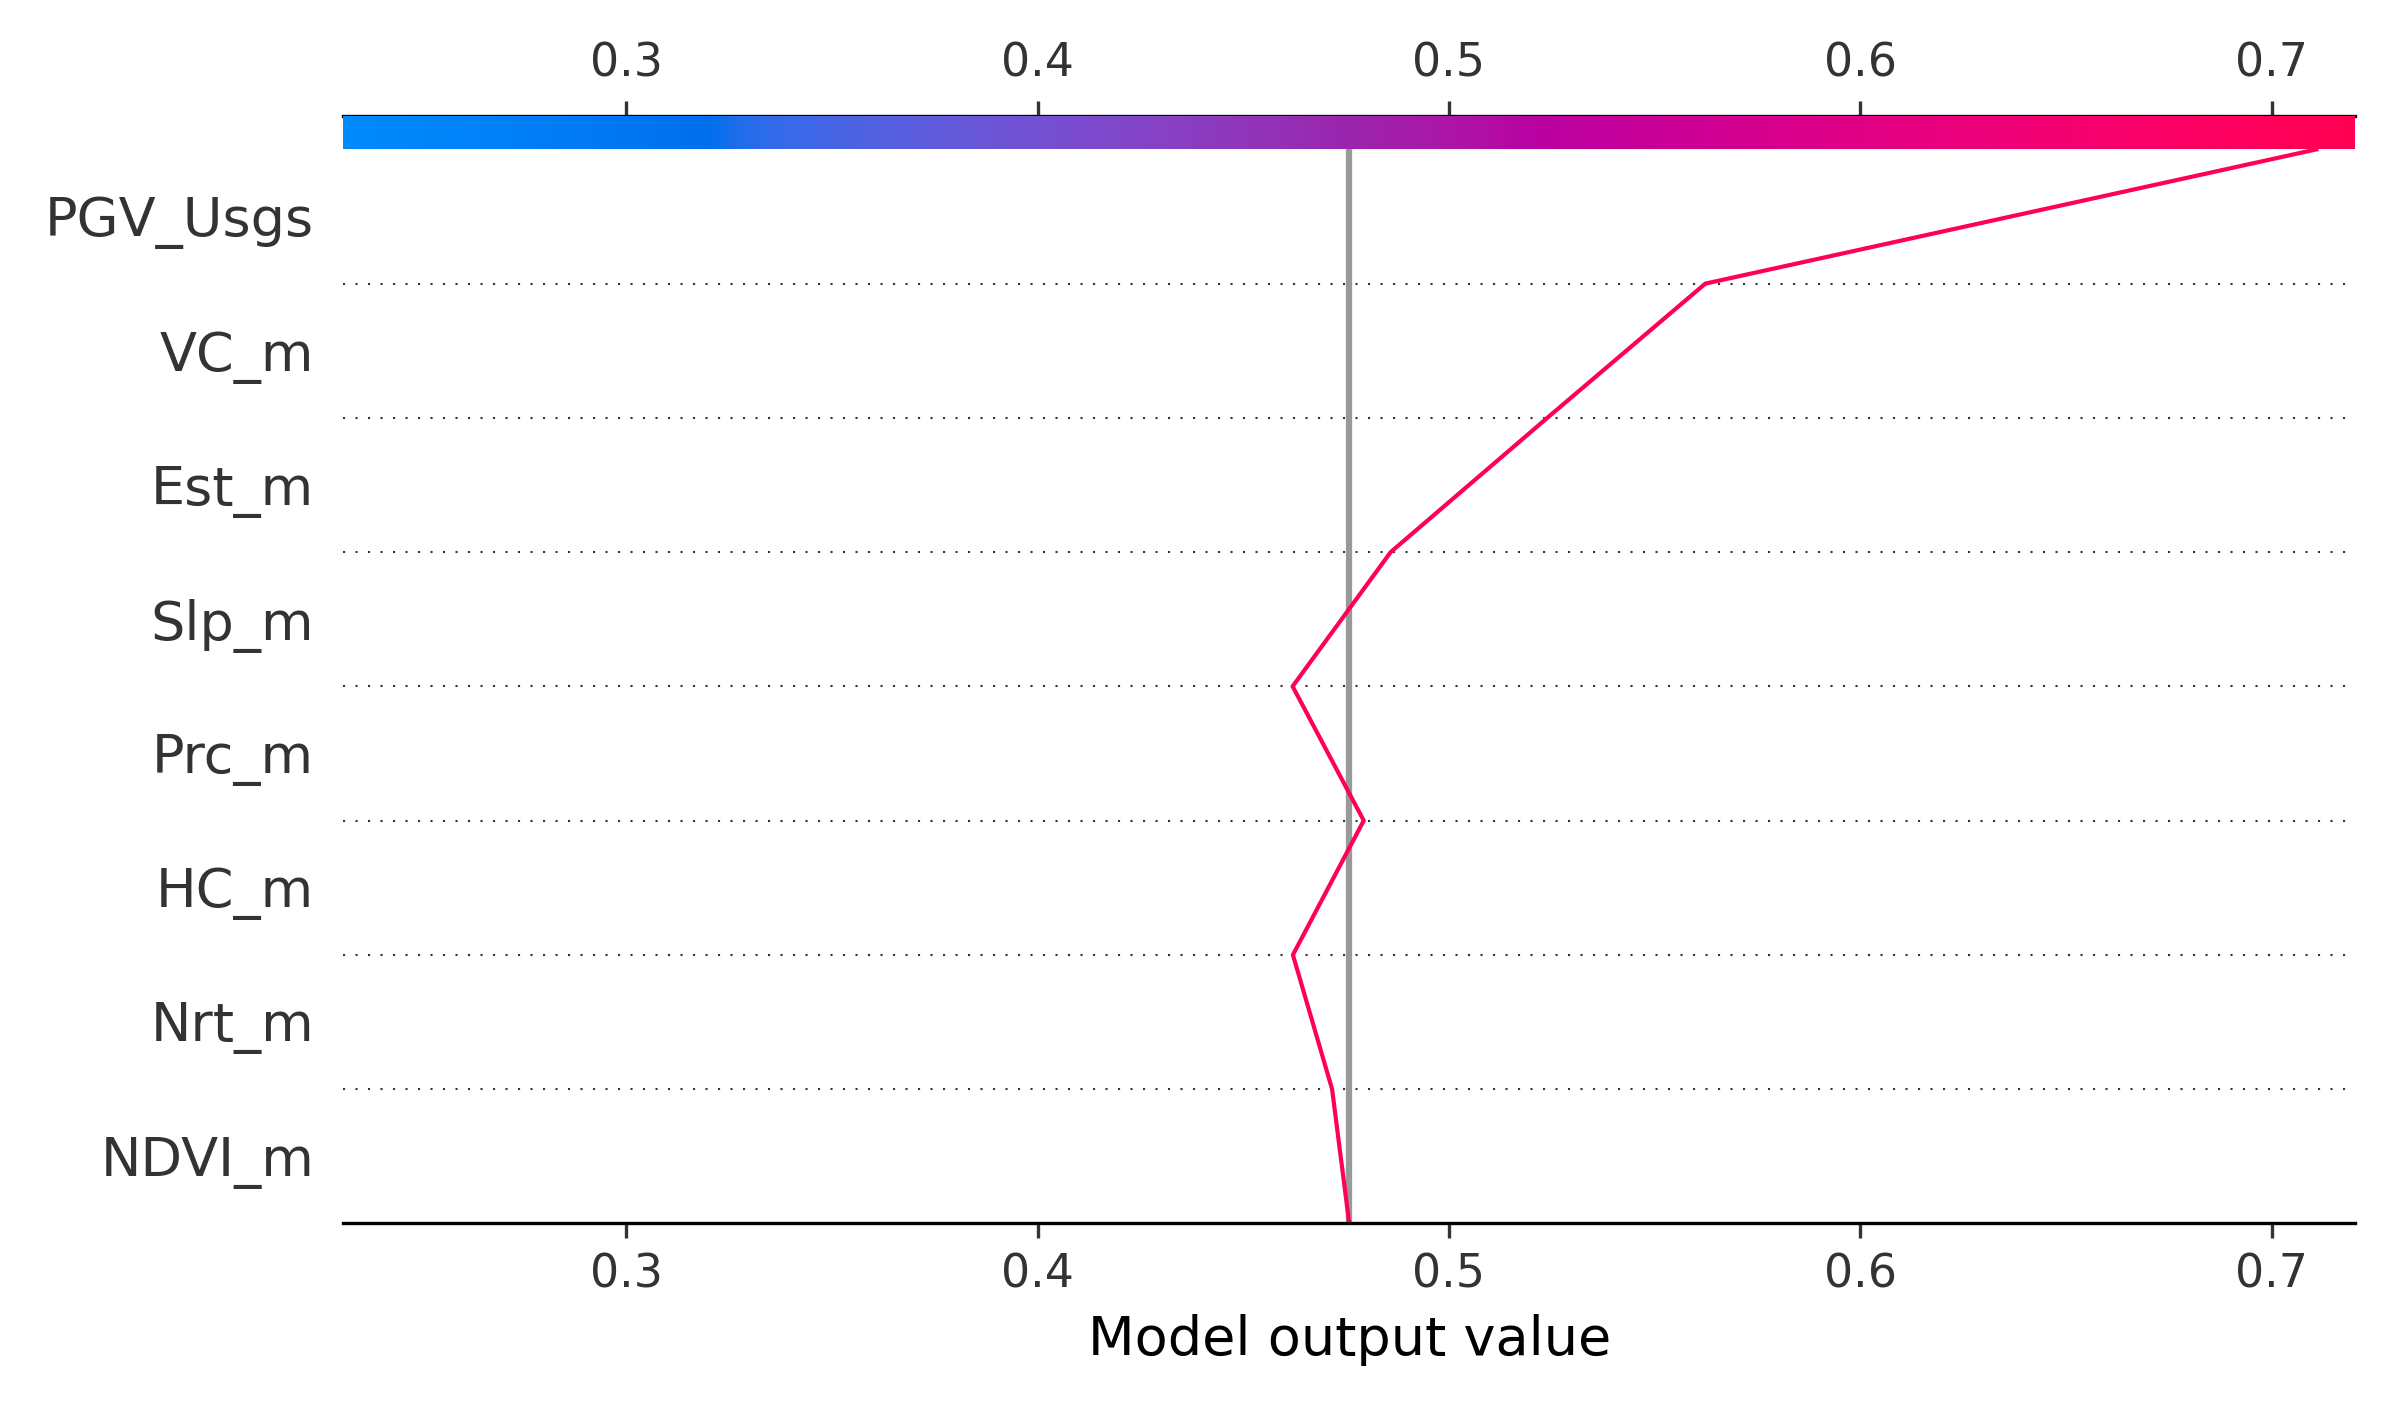 0.3 0.4 0.5 0.6 0.7
PGV_Usgs
VC_m
Est_m
Slp_m
Prc_m
HC_m
Nrt_m
NDVI_m
0.3 0.4 0.5 0.6 0.7
Model output value